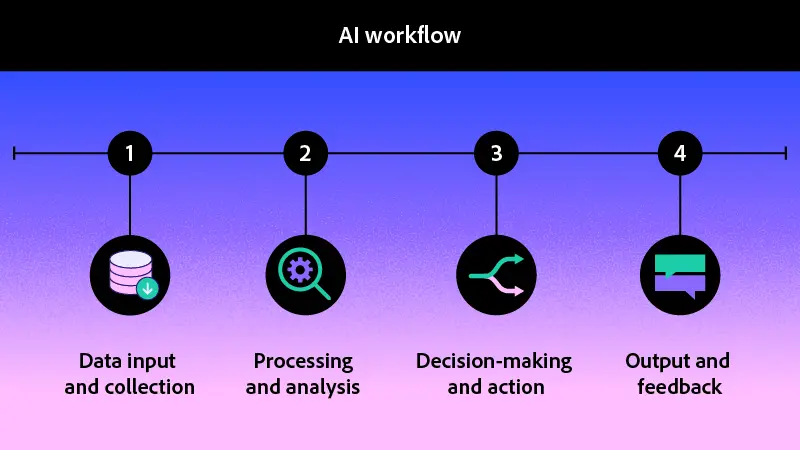 AI workflow
1
2
3
4
Data input
and collection
Processing
and analysis
Decision-making
and action
Output and
feedback